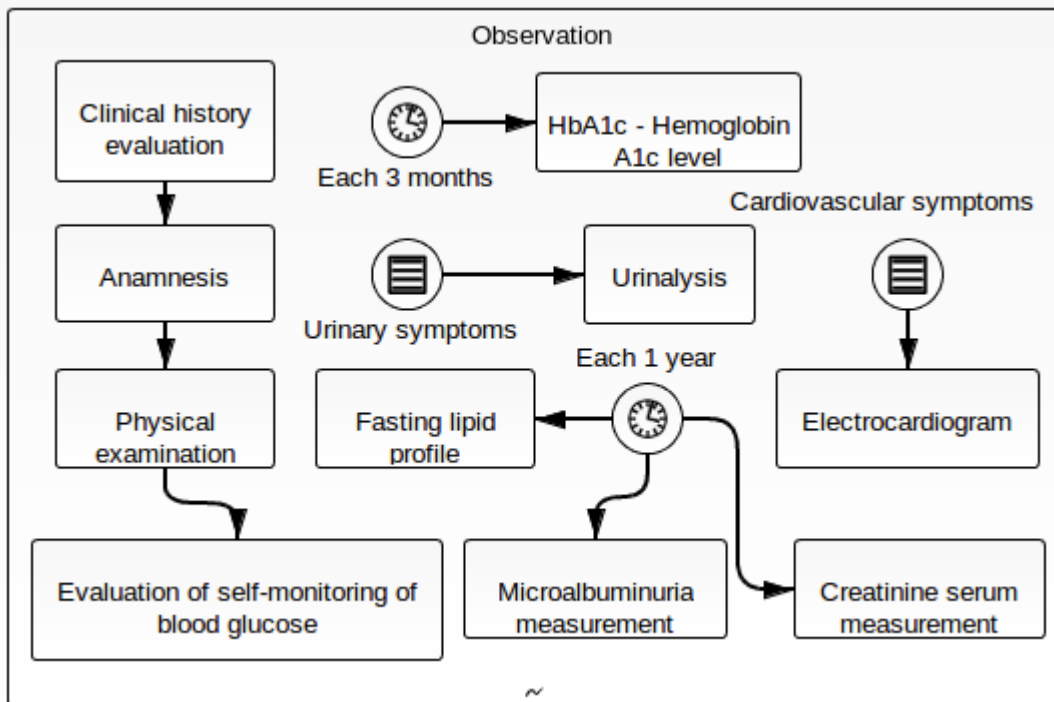 Observation
Clinical history
evaluation
HbA1c - Hemoglobin
A1c level
Each 3 months
Cardiovascular symptoms
Anamnesis
Urinalysis
Urinary symptoms
Each 1 year
Physical
examination
Fasting lipid
profile
Electrocardiogram
Evaluation of self-monitoring of
blood glucose
Microalbuminuria
measurement
Creatinine serum
measurement
~